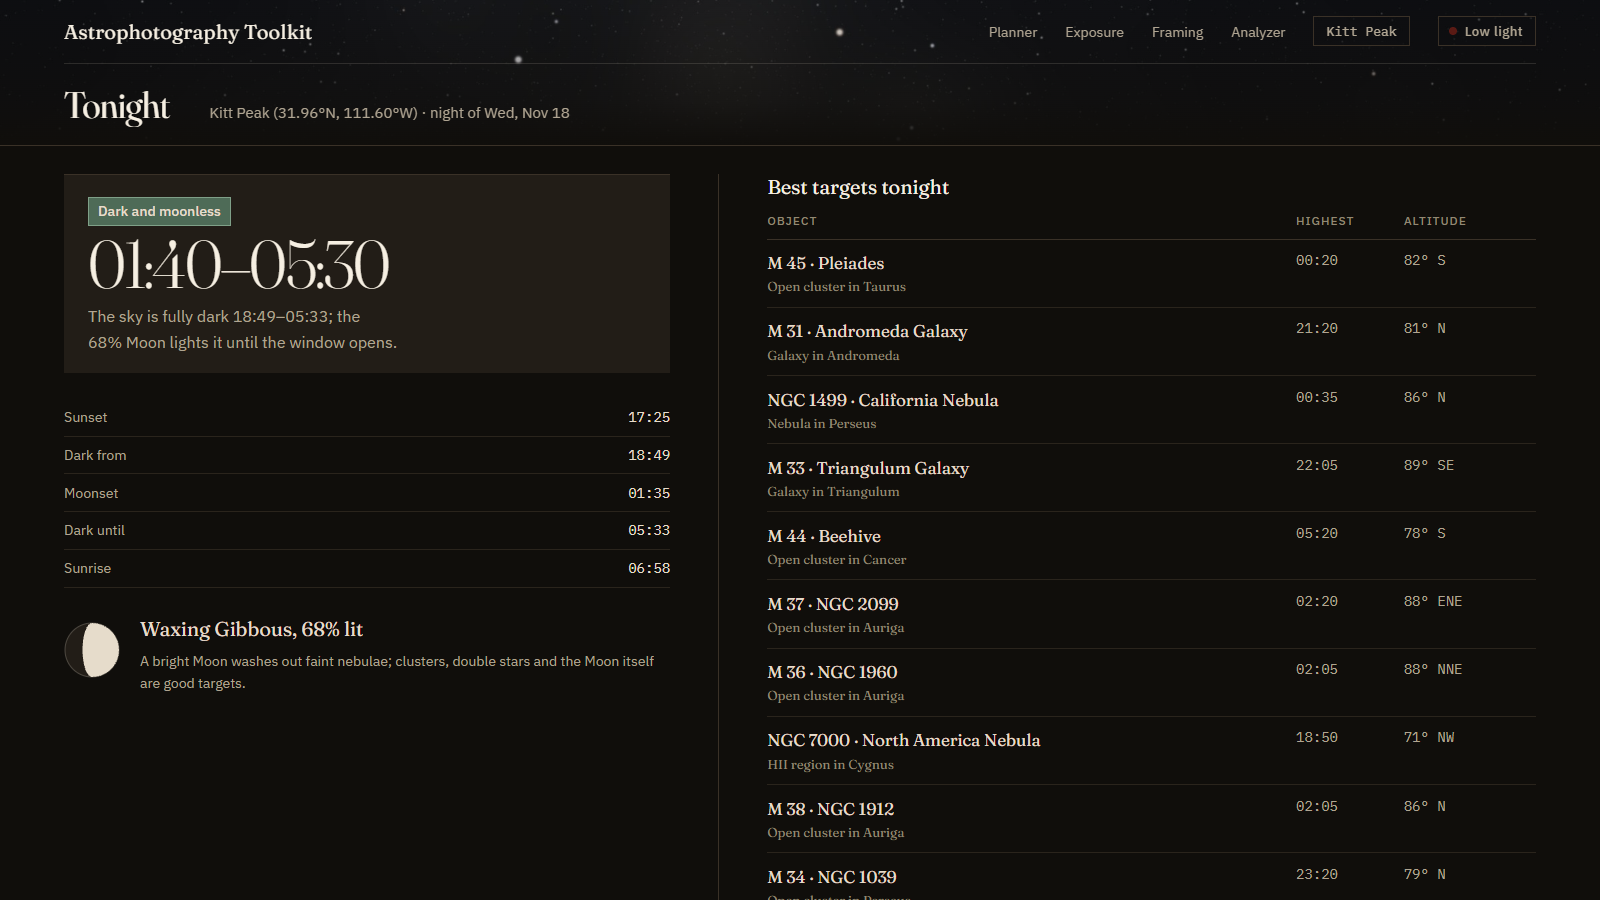 Astrophotography Toolkit
Planner Exposure Framing Analyzer Kitt Peak Low light
Tonight
Kitt Peak (31.96°N, 111.60°W) · night of Wed, Nov 18
Dark and moonless
01:40–05:30
The sky is fully dark 18:49–05:33; the
68% Moon lights it until the window opens.
Sunset 17:25
Dark from 18:49
Moonset 01:35
Dark until 05:33
Sunrise 06:58
Waxing Gibbous, 68% lit
A bright Moon washes out faint nebulae; clusters, double stars and the Moon itself
are good targets.
Best targets tonight
OBJECT HIGHEST ALTITUDE
M 45 · Pleiades 00:20 82° S
Open cluster in Taurus
M 31 · Andromeda Galaxy 21:20 81° N
Galaxy in Andromeda
NGC 1499 · California Nebula 00:35 86° N
Nebula in Perseus
M 33 · Triangulum Galaxy 22:05 89° SE
Galaxy in Triangulum
M 44 · Beehive 05:20 78° S
Open cluster in Cancer
M 37 · NGC 2099 02:20 88° ENE
Open cluster in Auriga
M 36 · NGC 1960 02:05 88° NNE
Open cluster in Auriga
NGC 7000 · North America Nebula 18:50 71° NW
HII region in Cygnus
M 38 · NGC 1912 02:05 86° N
Open cluster in Auriga
M 34 · NGC 1039 23:20 79° N
Open cluster in Perseus